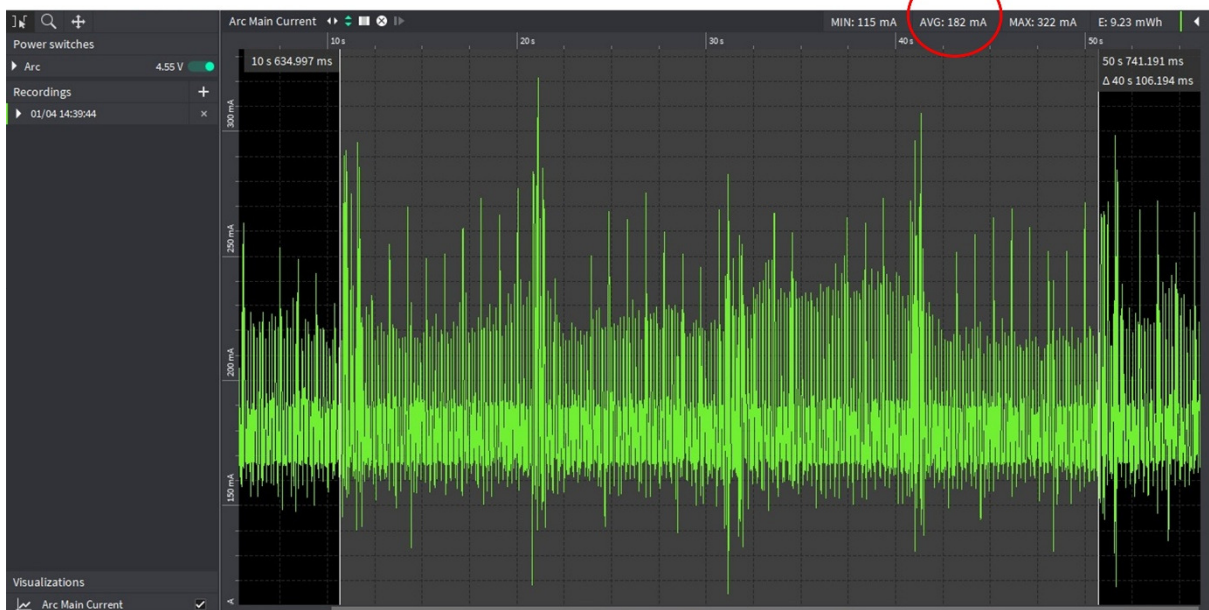 Arc Main Current
MIN: 115 mA
AVG: 182 mA
MAX: 322 mA
E: 9.23 mWh
Power switches
Arc
4.55 V
Recordings
+
01/04 14:39:44
×
10 s
20 s
30 s
40 s
50 s
10 s 634.997 ms
50 s 741.191 ms
Δ 40 s 106.194 ms
300 mA
250 mA
200 mA
150 mA
A
Visualizations
Arc Main Current